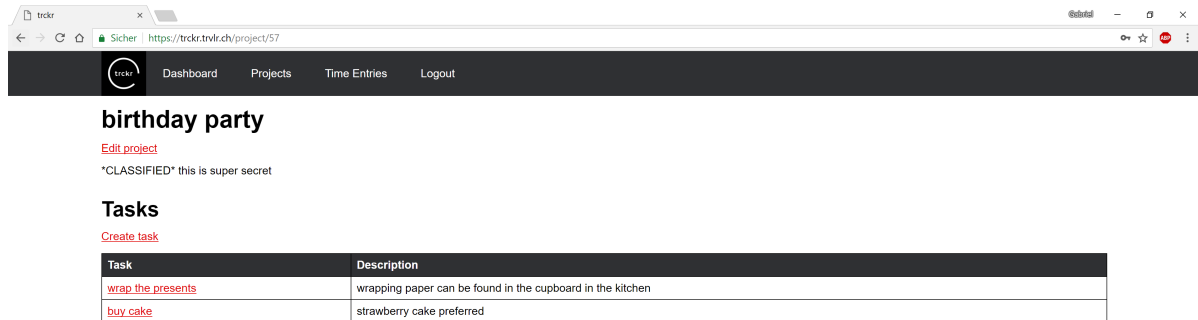 trckr
Gabriel
Sicher https://trckr.trvlr.ch/project/57
ABP
trckr Dashboard Projects Time Entries Logout
birthday party
Edit project
*CLASSIFIED* this is super secret
Tasks
Create task
Task Description
wrap the presents wrapping paper can be found in the cupboard in the kitchen
buy cake strawberry cake preferred